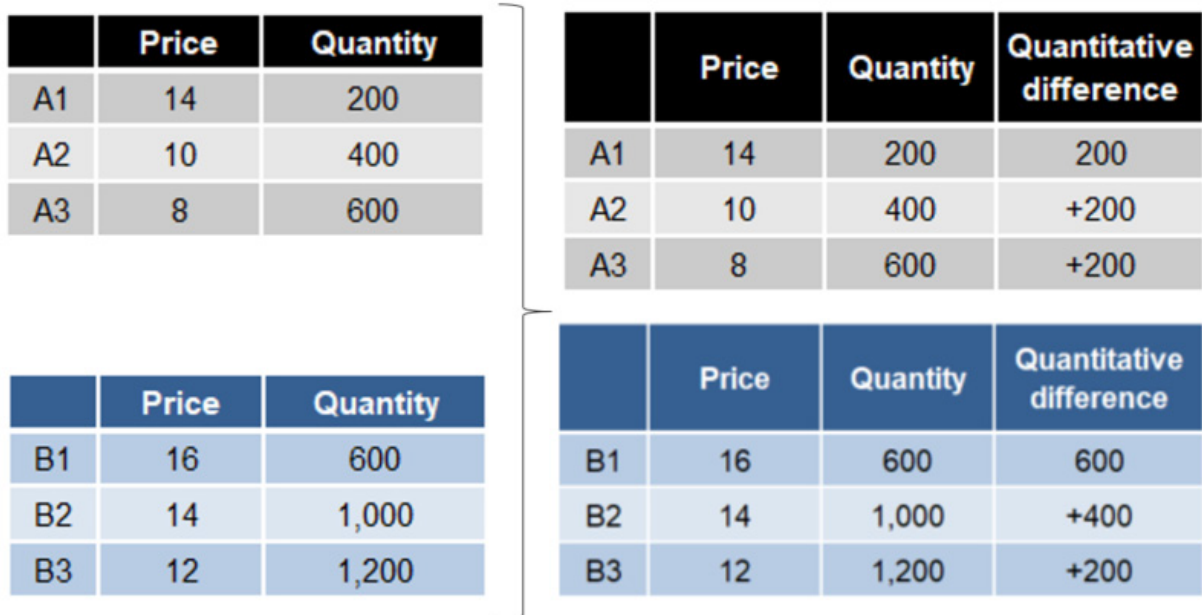 Price Quantity
A1 14 200
A2 10 400
A3 8 600
Price Quantity
B1 16 600
B2 14 1,000
B3 12 1,200
Price Quantity Quantitative
difference
A1 14 200 200
A2 10 400 +200
A3 8 600 +200
Price Quantity Quantitative
difference
B1 16 600 600
B2 14 1,000 +400
B3 12 1,200 +200